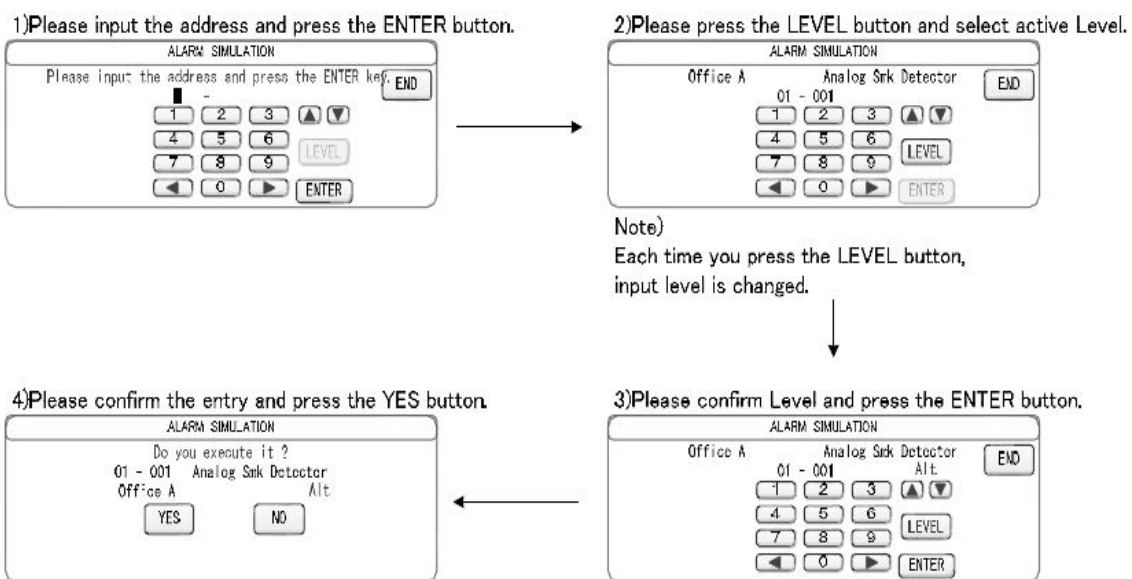 1)Please input the address and press the ENTER button.
ALARM SIMULATION
Please input the address and press the ENTER key.
END
-
1 2 3 ▲ ▼
4 5 6
LEVEL
7 8 9
◀ 0 ▶ ENTER
2)Please press the LEVEL button and select active Level.
ALARM SIMULATION
Office A Analog Smk Detector
END
01 - 001
1 2 3 ▲ ▼
4 5 6
LEVEL
7 8 9
◀ 0 ▶ ENTER
Note)
Each time you press the LEVEL button,
input level is changed.
3)Please confirm Level and press the ENTER button.
ALARM SIMULATION
Office A Analog Smk Detector
END
01 - 001 Alt.
1 2 3 ▲ ▼
4 5 6
LEVEL
7 8 9
◀ 0 ▶ ENTER
4)Please confirm the entry and press the YES button.
ALARM SIMULATION
Do you execute it ?
01 - 001 Analog Smk Detector
Office A Alt.
YES NO